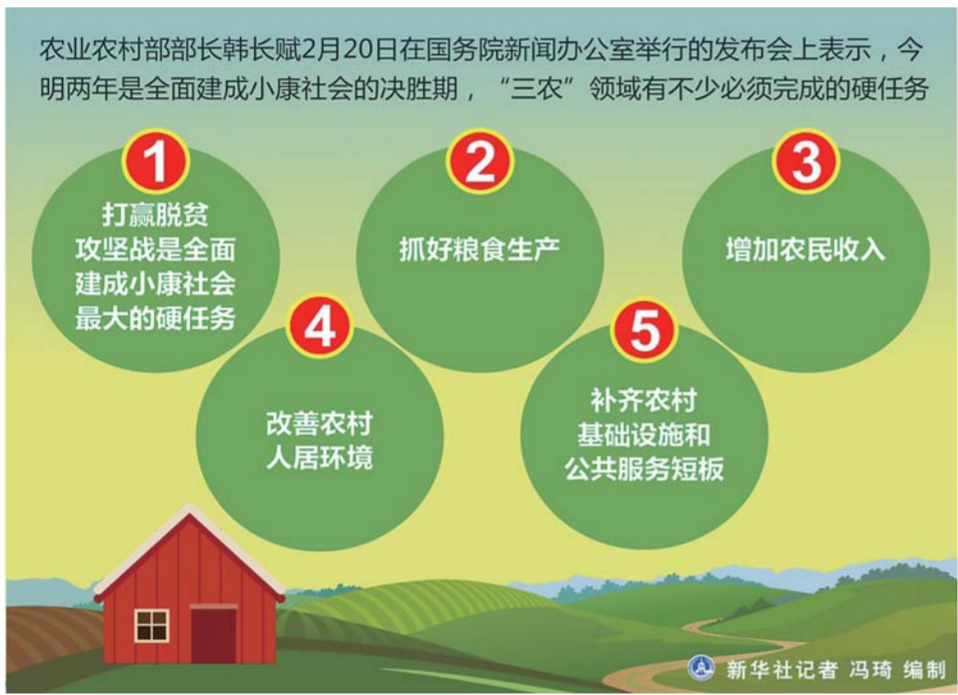 农业农村部部长韩长赋2月20日在国务院新闻办公室举行的发布会上表示，今
明两年是全面建成小康社会的决胜期，“三农”领域有不少必须完成的硬任务
1
打赢脱贫
攻坚战是全面
建成小康社会
最大的硬任务
2
抓好粮食生产
3
增加农民收入
4
改善农村
人居环境
5
补齐农村
基础设施和
公共服务短板
新华社记者 冯琦 编制